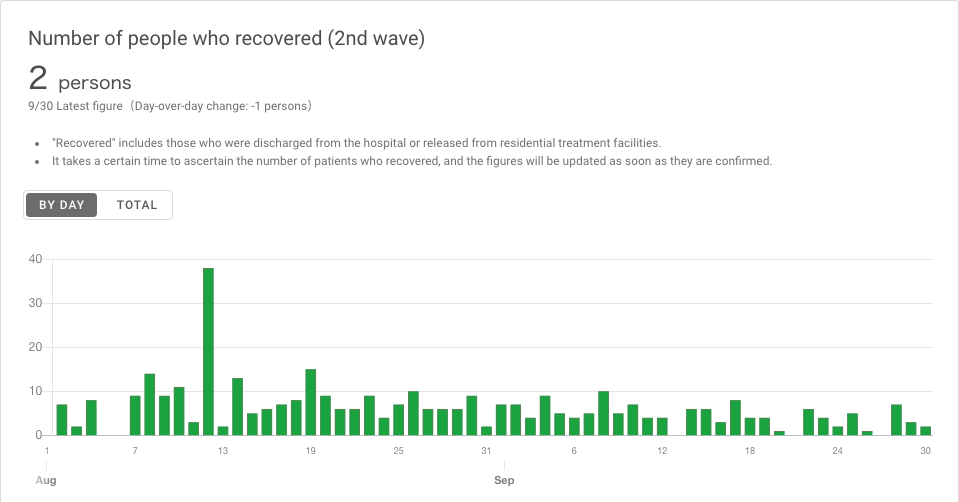 Number of people who recovered (2nd wave)
2 persons
9/30 Latest figure（Day-over-day change: -1 persons）
• "Recovered" includes those who were discharged from the hospital or released from residential treatment facilities.
• It takes a certain time to ascertain the number of patients who recovered, and the figures will be updated as soon as they are confirmed.
BY DAY TOTAL
40
30
20
10
0
1 7 13 19 25 31 6 12 18 24 30
Aug Sep